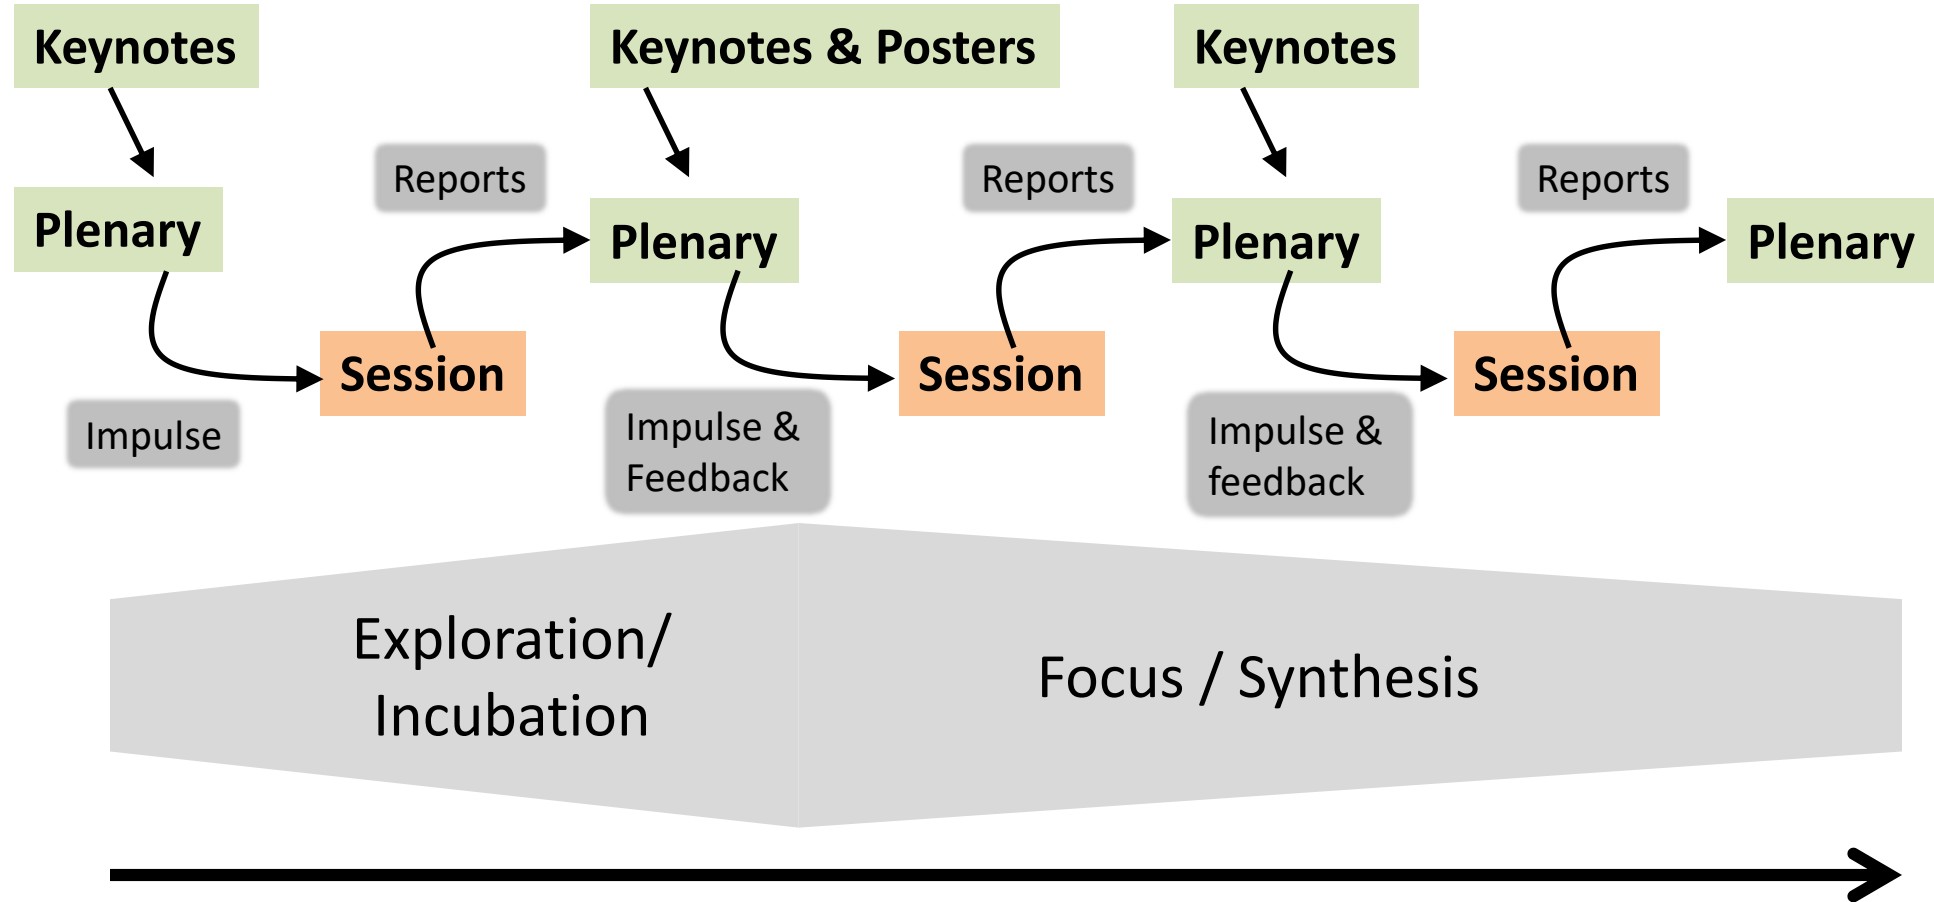 Keynotes
Keynotes & Posters
Keynotes
Reports
Reports
Reports
Plenary
Plenary
Plenary
Plenary
Session
Session
Session
Impulse
Impulse &
Feedback
Impulse &
feedback
Exploration/
Incubation
Focus / Synthesis